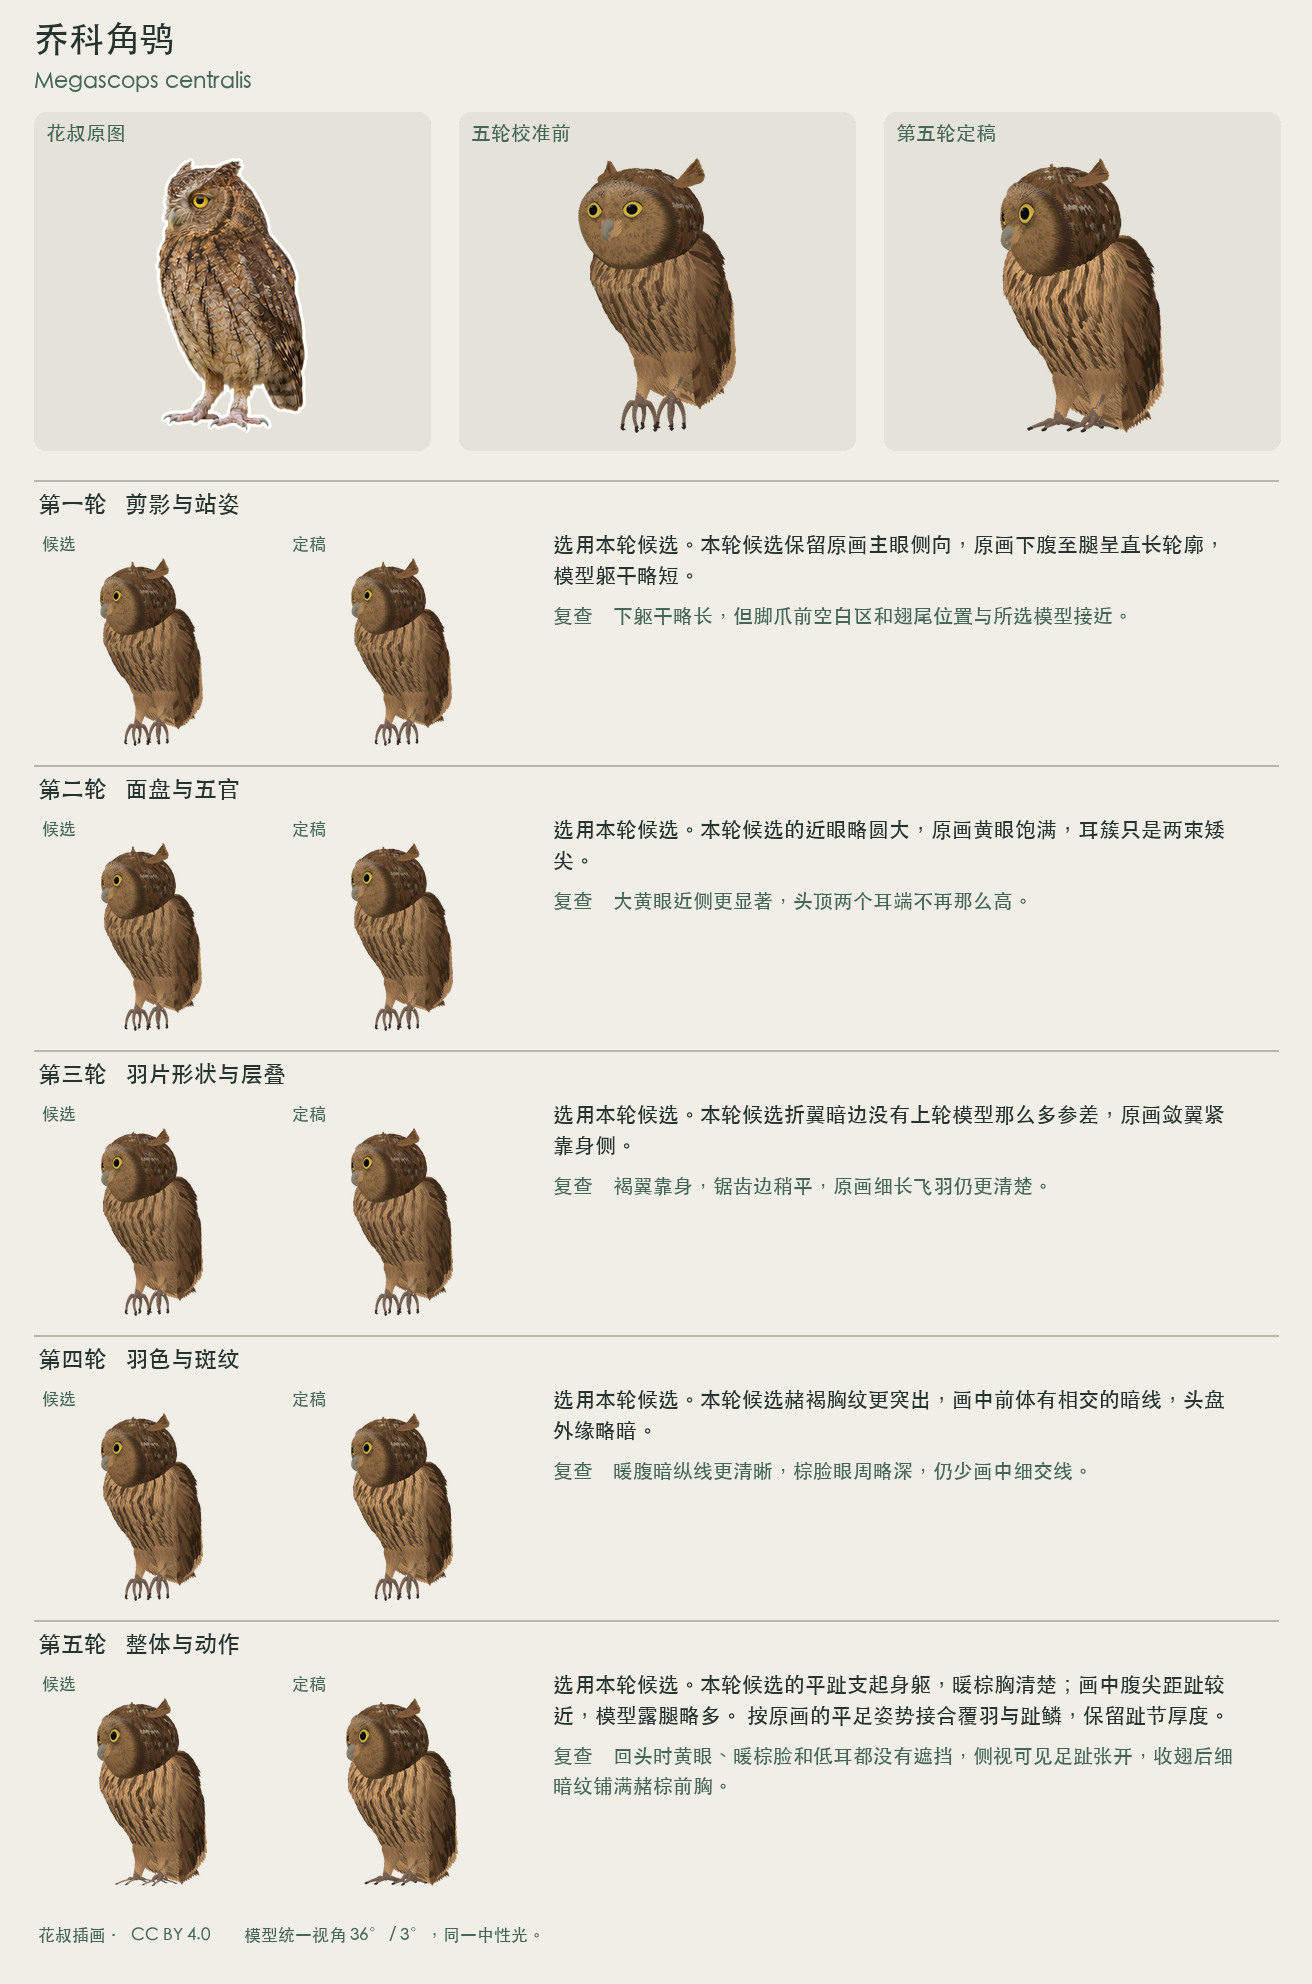 乔科角鸮
Megascops centralis
花叔原图
五轮校准前
第五轮定稿
第一轮 剪影与站姿
候选
定稿
选用本轮候选。本轮候选保留原画主眼侧向，原画下腹至腿呈直长轮廓，
模型躯干略短。
复查 下躯干略长，但脚爪前空白区和翅尾位置与所选模型接近。
第二轮 面盘与五官
候选
定稿
选用本轮候选。本轮候选的近眼略圆大，原画黄眼饱满，耳簇只是两束矮
尖。
复查 大黄眼近侧更显著，头顶两个耳端不再那么高。
第三轮 羽片形状与层叠
候选
定稿
选用本轮候选。本轮候选折翼暗边没有上轮模型那么多参差，原画敛翼紧
靠身侧。
复查 褐翼靠身，锯齿边稍平，原画细长飞羽仍更清楚。
第四轮 羽色与斑纹
候选
定稿
选用本轮候选。本轮候选赭褐胸纹更突出，画中前体有相交的暗线，头盘
外缘略暗。
复查 暖腹暗纵线更清晰，棕脸眼周略深，仍少画中细交线。
第五轮 整体与动作
候选
定稿
选用本轮候选。本轮候选的平趾支起身躯，暖棕胸清楚；画中腹尖距趾较
近，模型露腿略多。 按原画的平足姿势接合覆羽与趾鳞，保留趾节厚度。
复查 回头时黄眼、暖棕脸和低耳都没有遮挡，侧视可见足趾张开，收翅后细
暗纹铺满赭棕前胸。
花叔插画 · CC BY 4.0 模型统一视角 36° / 3° ，同一中性光。